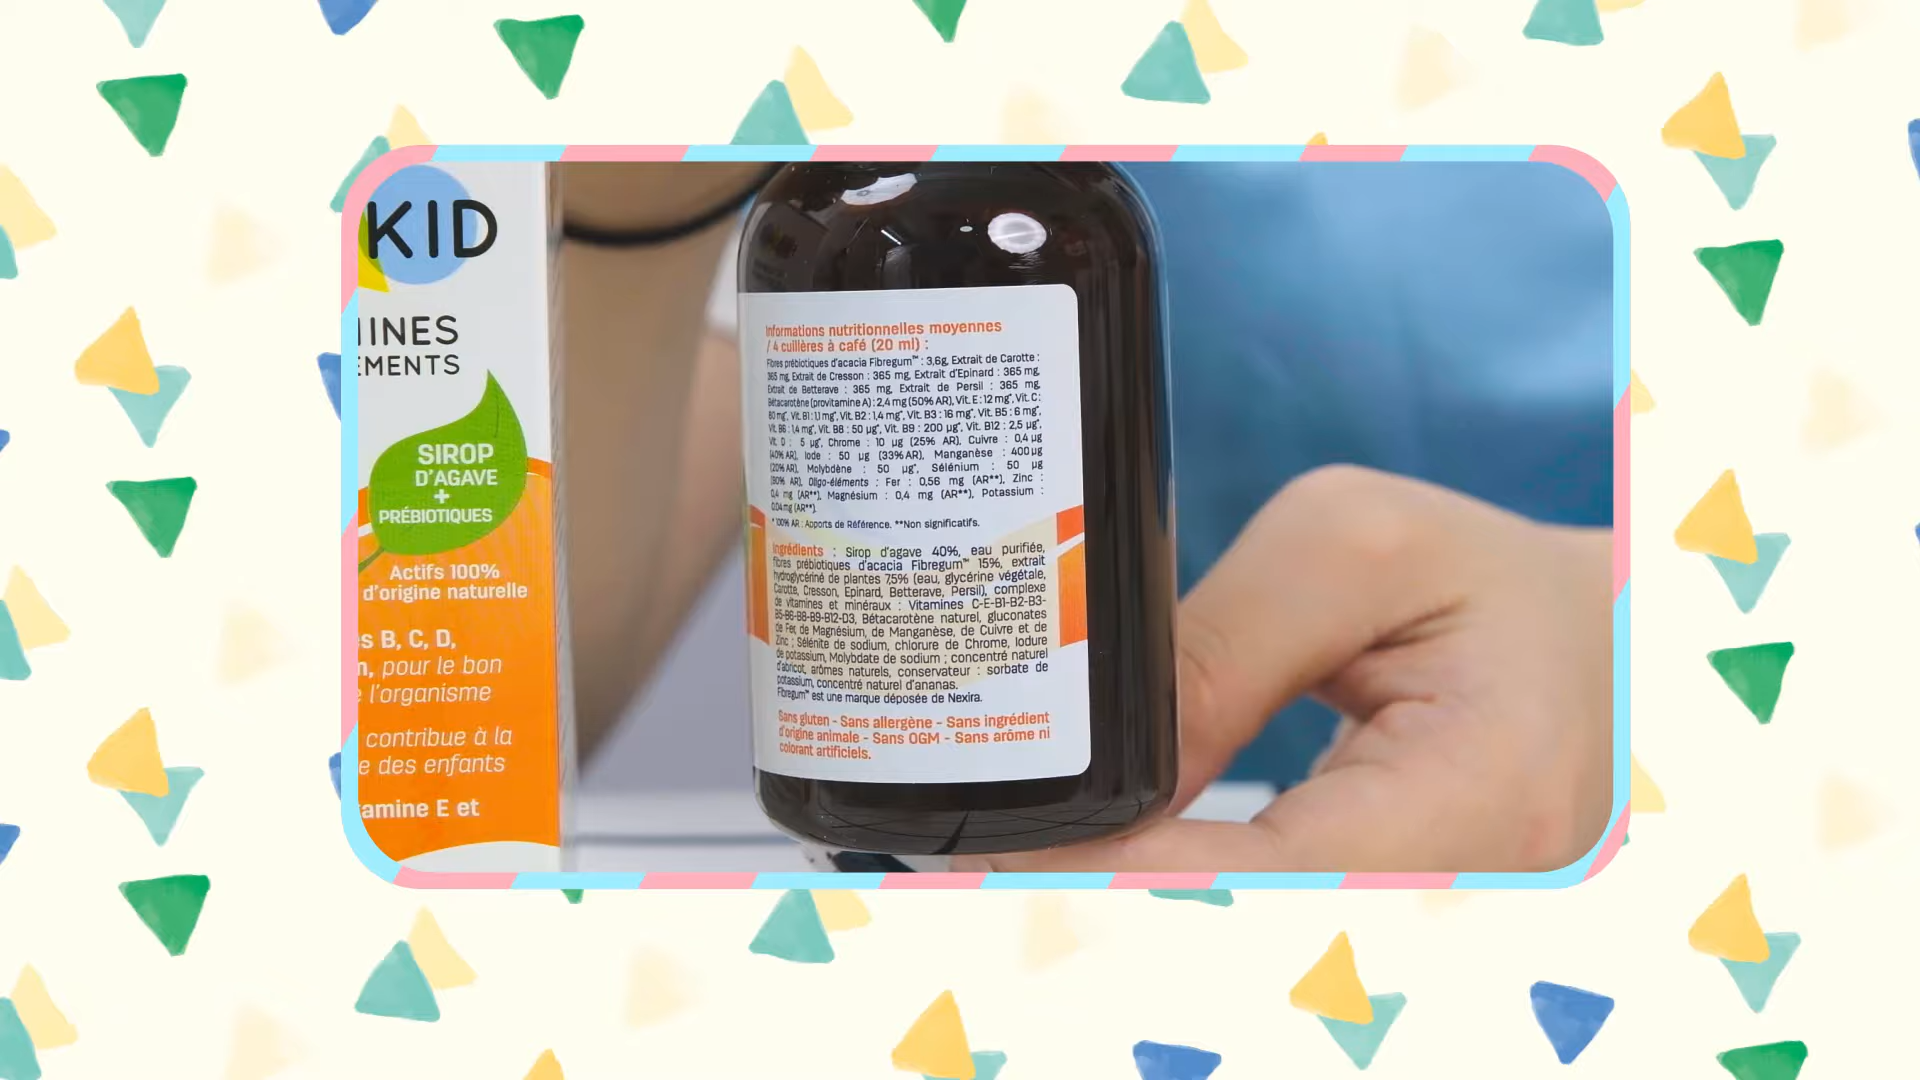 KID
INES
EMENTS
SIROP
D'AGAVE
+
PRÉBIOTIQUES
Actifs 100%
d'origine naturelle
s B, C, D,
n, pour le bon
l'organisme
contribue à la
e des enfants
amine E et
Informations nutritionnelles moyennes
/ 4 cuillères à café (20 ml) :
Fibres prébiotiques d'acacia Fibregum™ : 3,6g, Extrait de Carotte :
365 mg, Extrait de Cresson : 365 mg, Extrait d'Epinard : 365 mg,
Extrait de Betterave : 365 mg, Extrait de Persil : 365 mg,
Bétacarotène (provitamine A) : 2,4 mg (50% AR), Vit. E : 12 mg*, Vit. C :
80 mg*, Vit. B1 : 1,1 mg*, Vit. B2 : 1,4 mg*, Vit. B3 : 16 mg*, Vit. B5 : 6 mg*,
Vit. B6 : 1,4 mg*, Vit. B8 : 50 µg*, Vit. B9 : 200 µg*, Vit. B12 : 2,5 µg*,
Vit. D : 5 µg*, Chrome : 10 µg (25% AR), Cuivre : 0,4 µg
(40% AR), Iode : 50 µg (33% AR), Manganèse : 400 µg
(20% AR), Molybdène : 50 µg*, Sélénium : 50 µg
(90% AR), Oligo-éléments : Fer : 0,56 mg (AR**), Zinc :
0,4 mg (AR**), Magnésium : 0,4 mg (AR**), Potassium :
0,04 mg (AR**).
* 100% AR : Apports de Référence. **Non significatifs.
Ingrédients : Sirop d'agave 40%, eau purifiée,
fibres prébiotiques d'acacia Fibregum™ 15%, extrait
hydroglycériné de plantes 7,5% (eau, glycérine végétale,
Carotte, Cresson, Epinard, Betterave, Persil), complexe
de vitamines et minéraux : Vitamines C-E-B1-B2-B3-
B5-B6-B8-B9-B12-D3, Bétacarotène naturel, gluconates
de Fer, de Magnésium, de Manganèse, de Cuivre et de
Zinc ; Sélénite de sodium, chlorure de Chrome, Iodure
de potassium, Molybdate de sodium ; concentré naturel
d'abricot, arômes naturels, conservateur : sorbate de
potassium, concentré naturel d'ananas.
Fibregum™ est une marque déposée de Nexira.
Sans gluten - Sans allergène - Sans ingrédient
d'origine animale - Sans OGM - Sans arôme ni
colorant artificiels.